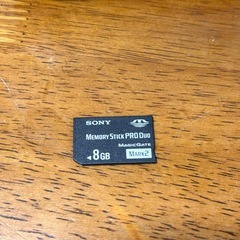 SONY
MEMORY STICK PRO DUO
MAGICGATE
8GB MARK2